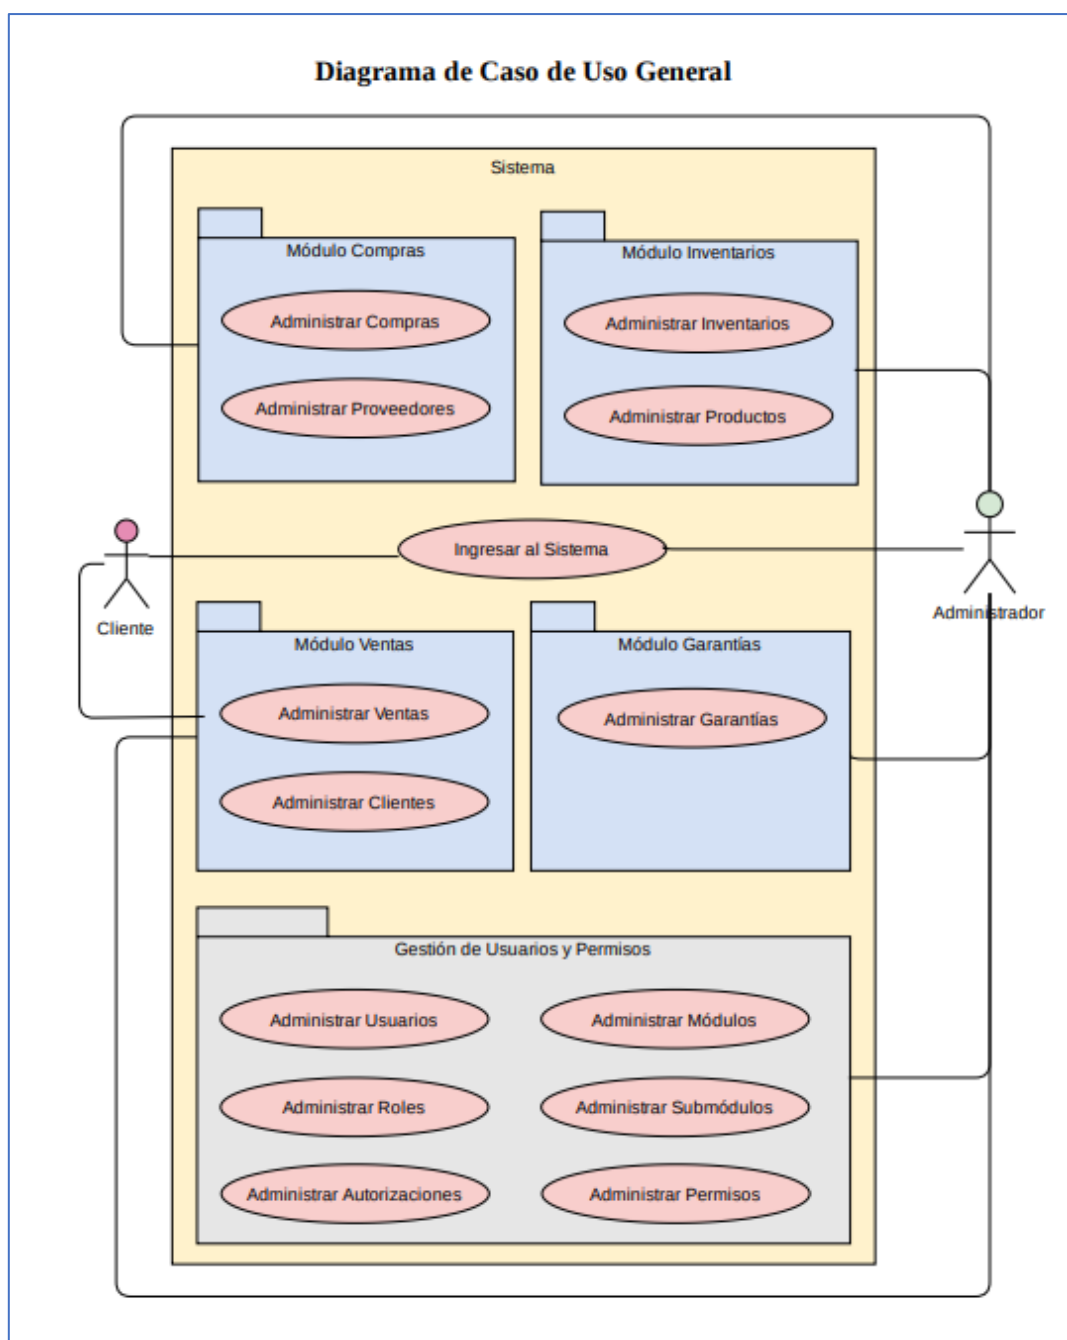 Diagrama de Caso de Uso General
Sistema
Módulo Compras
Administrar Compras
Administrar Proveedores
Módulo Inventarios
Administrar Inventarios
Administrar Productos
Ingresar al Sistema
Cliente
Administrador
Módulo Ventas
Administrar Ventas
Administrar Clientes
Módulo Garantías
Administrar Garantías
Gestión de Usuarios y Permisos
Administrar Usuarios
Administrar Módulos
Administrar Roles
Administrar Submódulos
Administrar Autorizaciones
Administrar Permisos